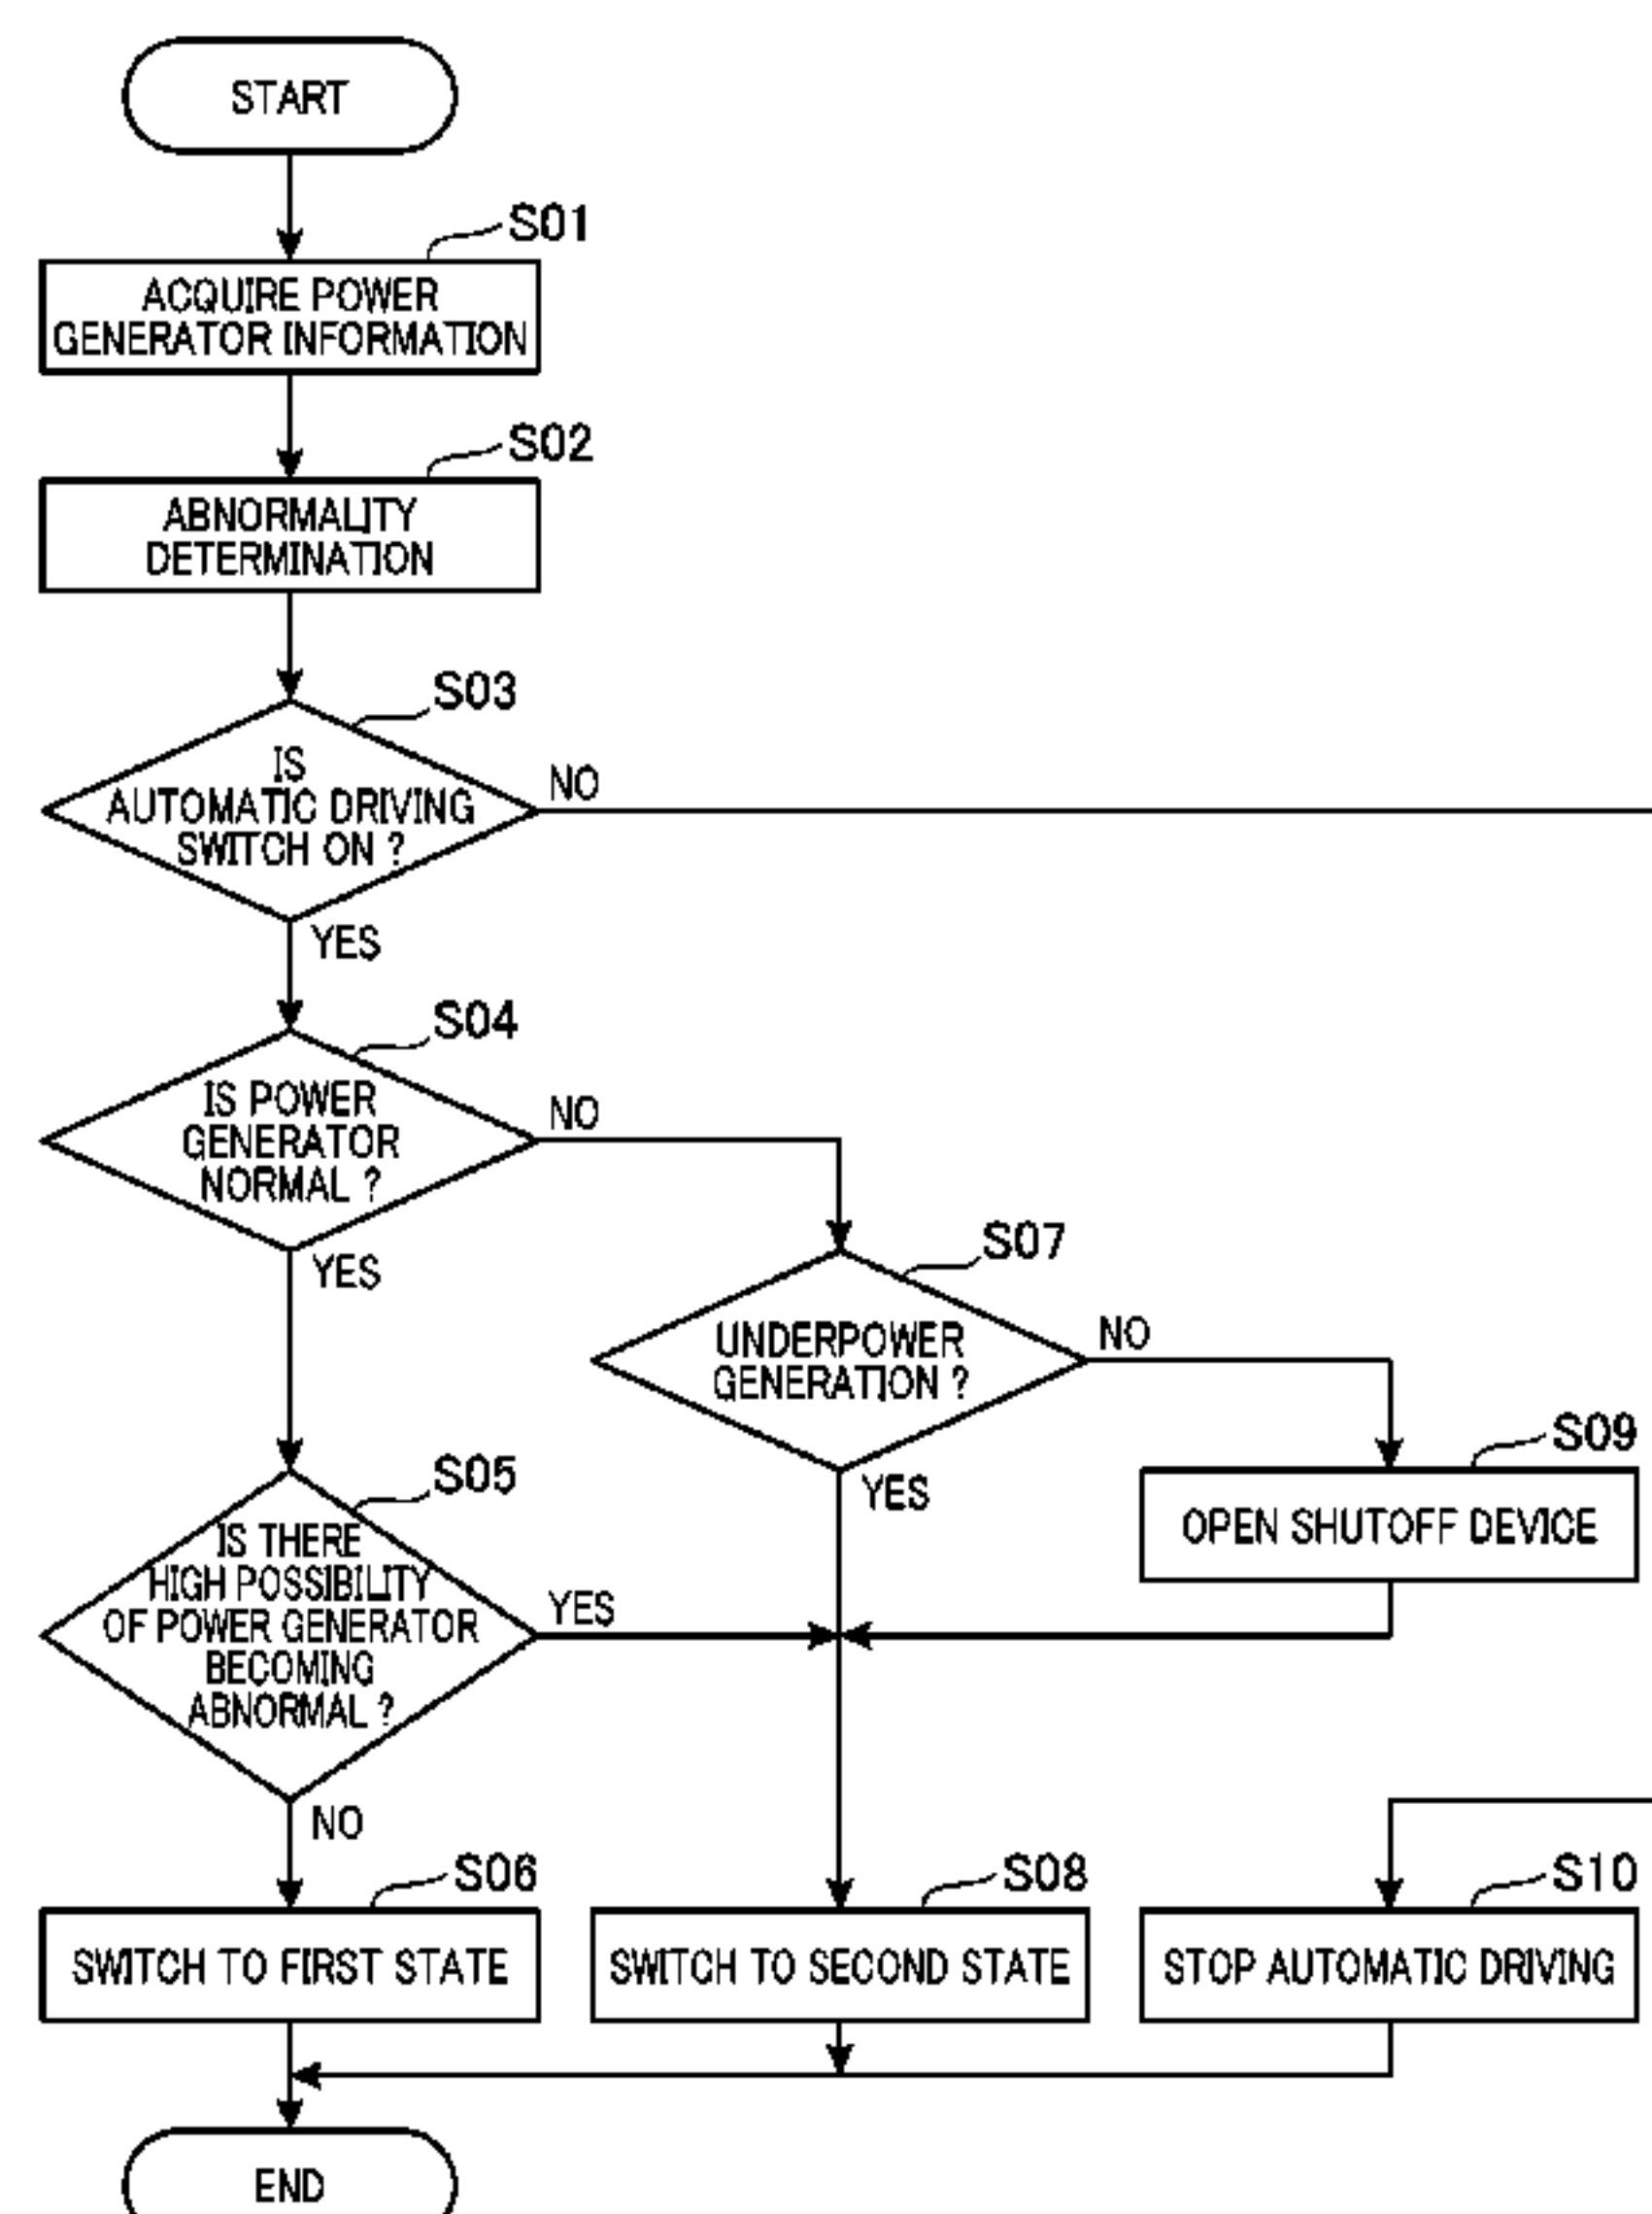 START
S01
ACQUIRE POWER
GENERATOR INFORMATION
S02
ABNORMALITY
DETERMINATION
S03
IS
AUTOMATIC DRIVING
SWITCH ON ?
NO
YES
S04
IS POWER
GENERATOR
NORMAL ?
NO
YES
S07
UNDERPOWER
GENERATION ?
NO
YES
S09
OPEN SHUTOFF DEVICE
S05
IS THERE
HIGH POSSIBILITY
OF POWER GENERATOR
BECOMING
ABNORMAL ?
YES
NO
S06
SWITCH TO FIRST STATE
S08
SWITCH TO SECOND STATE
S10
STOP AUTOMATIC DRIVING
END